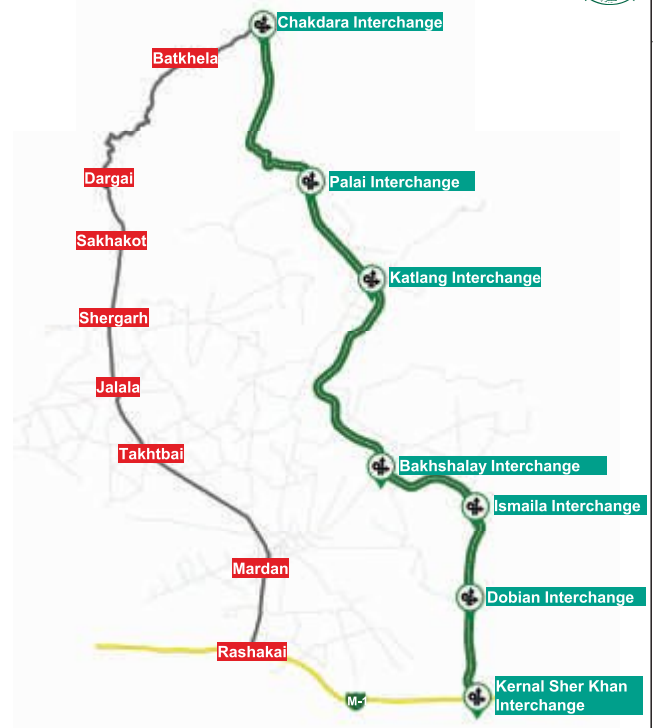 Chakdara Interchange
Batkhela
Dargai
Palai Interchange
Sakhakot
Katlang Interchange
Shergarh
Jalala
Takhtbai
Bakhshalay Interchange
Ismaila Interchange
Mardan
Dobian Interchange
Rashakai
Kernal Sher Khan
Interchange
M-1